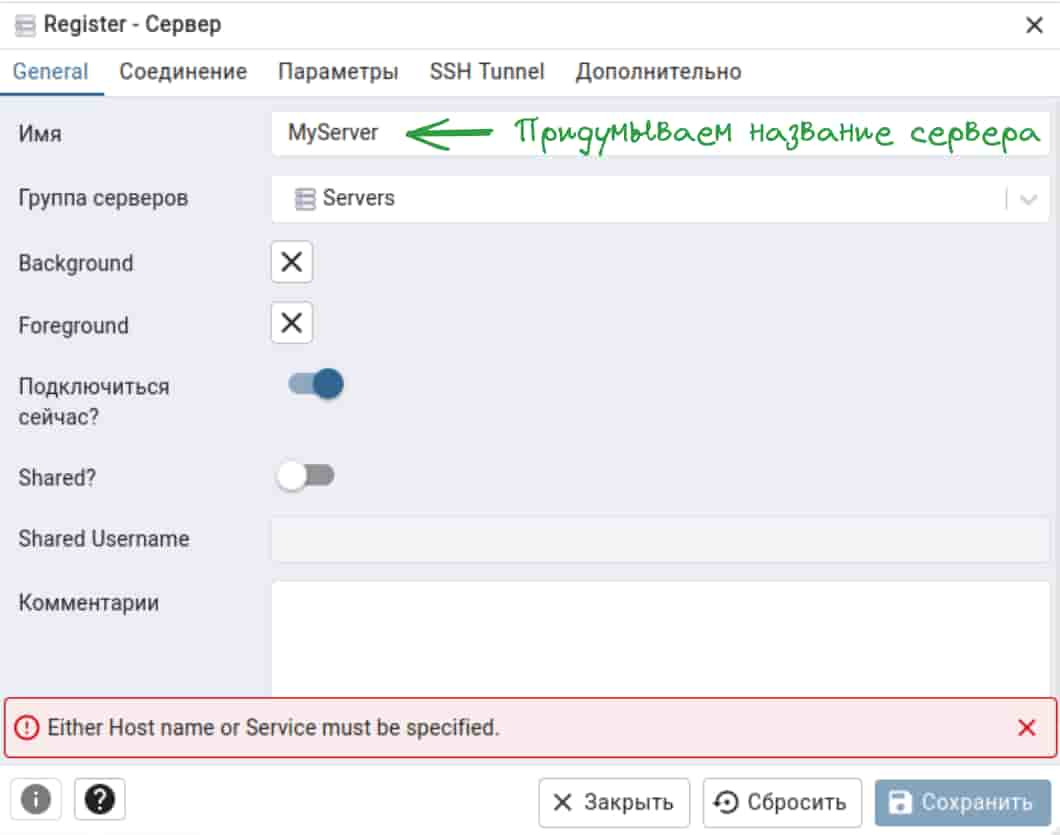 Register - Сервер
General Соединение Параметры SSH Tunnel Дополнительно
Имя MyServer Придумываем название сервера
Группа серверов Servers
Background
Foreground
Подключиться
сейчас?
Shared?
Shared Username
Комментарии
Either Host name or Service must be specified.
Закрыть Сбросить Сохранить